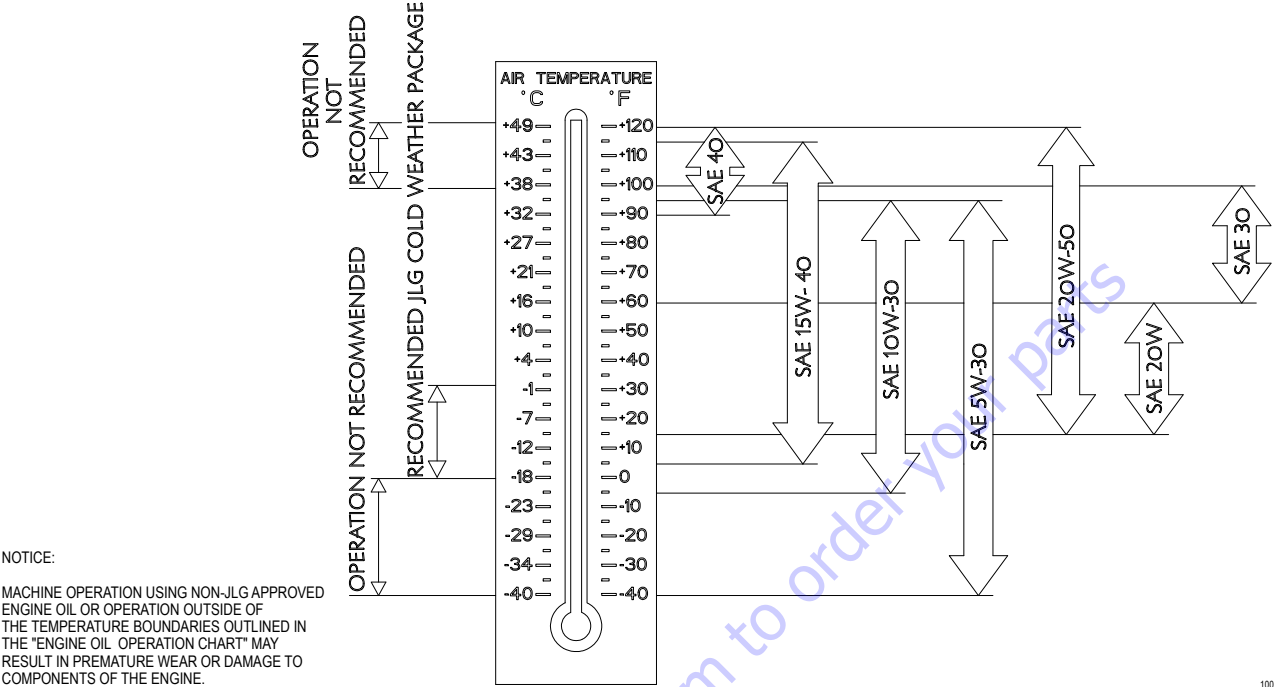 OPERATION
NOT
RECOMMENDED
RECOMMENDED JLG COLD WEATHER PACKAGE
OPERATION NOT RECOMMENDED
AIR TEMPERATURE
°C °F
+49 +120
+43 +110
+38 +100
+32 +90
+27 +80
+21 +70
+16 +60
+10 +50
+4 +40
-1 +30
-7 +20
-12 +10
-18 0
-23 -10
-29 -20
-34 -30
-40 -40
SAE 40
SAE 15W-40
SAE 10W-30
SAE 5W-30
SAE 20W-50
SAE 20W
SAE 30
NOTICE:
MACHINE OPERATION USING NON-JLG APPROVED
ENGINE OIL OR OPERATION OUTSIDE OF
THE TEMPERATURE BOUNDARIES OUTLINED IN
THE "ENGINE OIL OPERATION CHART" MAY
RESULT IN PREMATURE WEAR OR DAMAGE TO
COMPONENTS OF THE ENGINE.
to order your parts
100